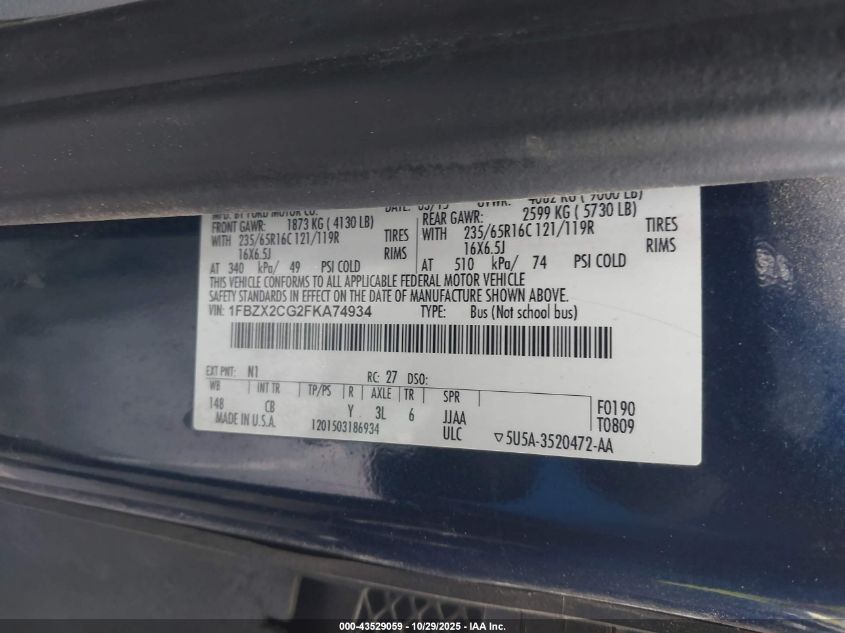 MFD. BY FORD MOTOR CO. DATE: 03/15 GVWR: 4082 KG ( 9000 LB)
FRONT GAWR: 1873 KG ( 4130 LB) REAR GAWR: 2599 KG ( 5730 LB)
WITH 235/65R16C 121/119R TIRES WITH 235/65R16C 121/119R TIRES
16X6.5J RIMS 16X6.5J RIMS
AT 340 kPa/ 49 PSI COLD AT 510 kPa/ 74 PSI COLD
THIS VEHICLE CONFORMS TO ALL APPLICABLE FEDERAL MOTOR VEHICLE
SAFETY STANDARDS IN EFFECT ON THE DATE OF MANUFACTURE SHOWN ABOVE.
VIN: 1FBZX2CG2FKA74934 TYPE: Bus (Not school bus)
EXT PNT: N1 RC: 27 DSO:
WB INT TR TP/PS R AXLE TR SPR
148 CB Y 3L 6 JJAA F0190
MADE IN U.S.A. 1201503186934 ULC T0809
5U5A-3520472-AA
000-43529059 - 10/29/2025 - IAA Inc.